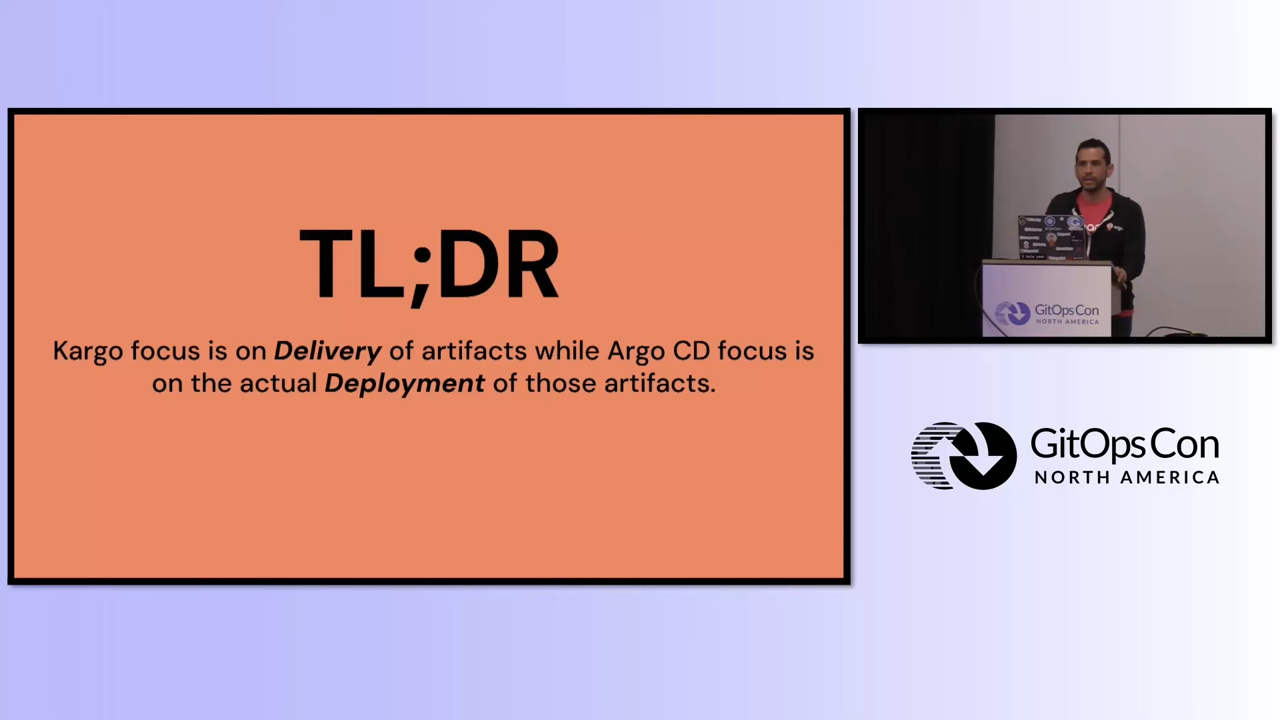 TL;DR
Kargo focus is on Delivery of artifacts while Argo CD focus is
on the actual Deployment of those artifacts.
GitOpsCon
NORTH AMERICA
GitOpsCon
NORTH AMERICA